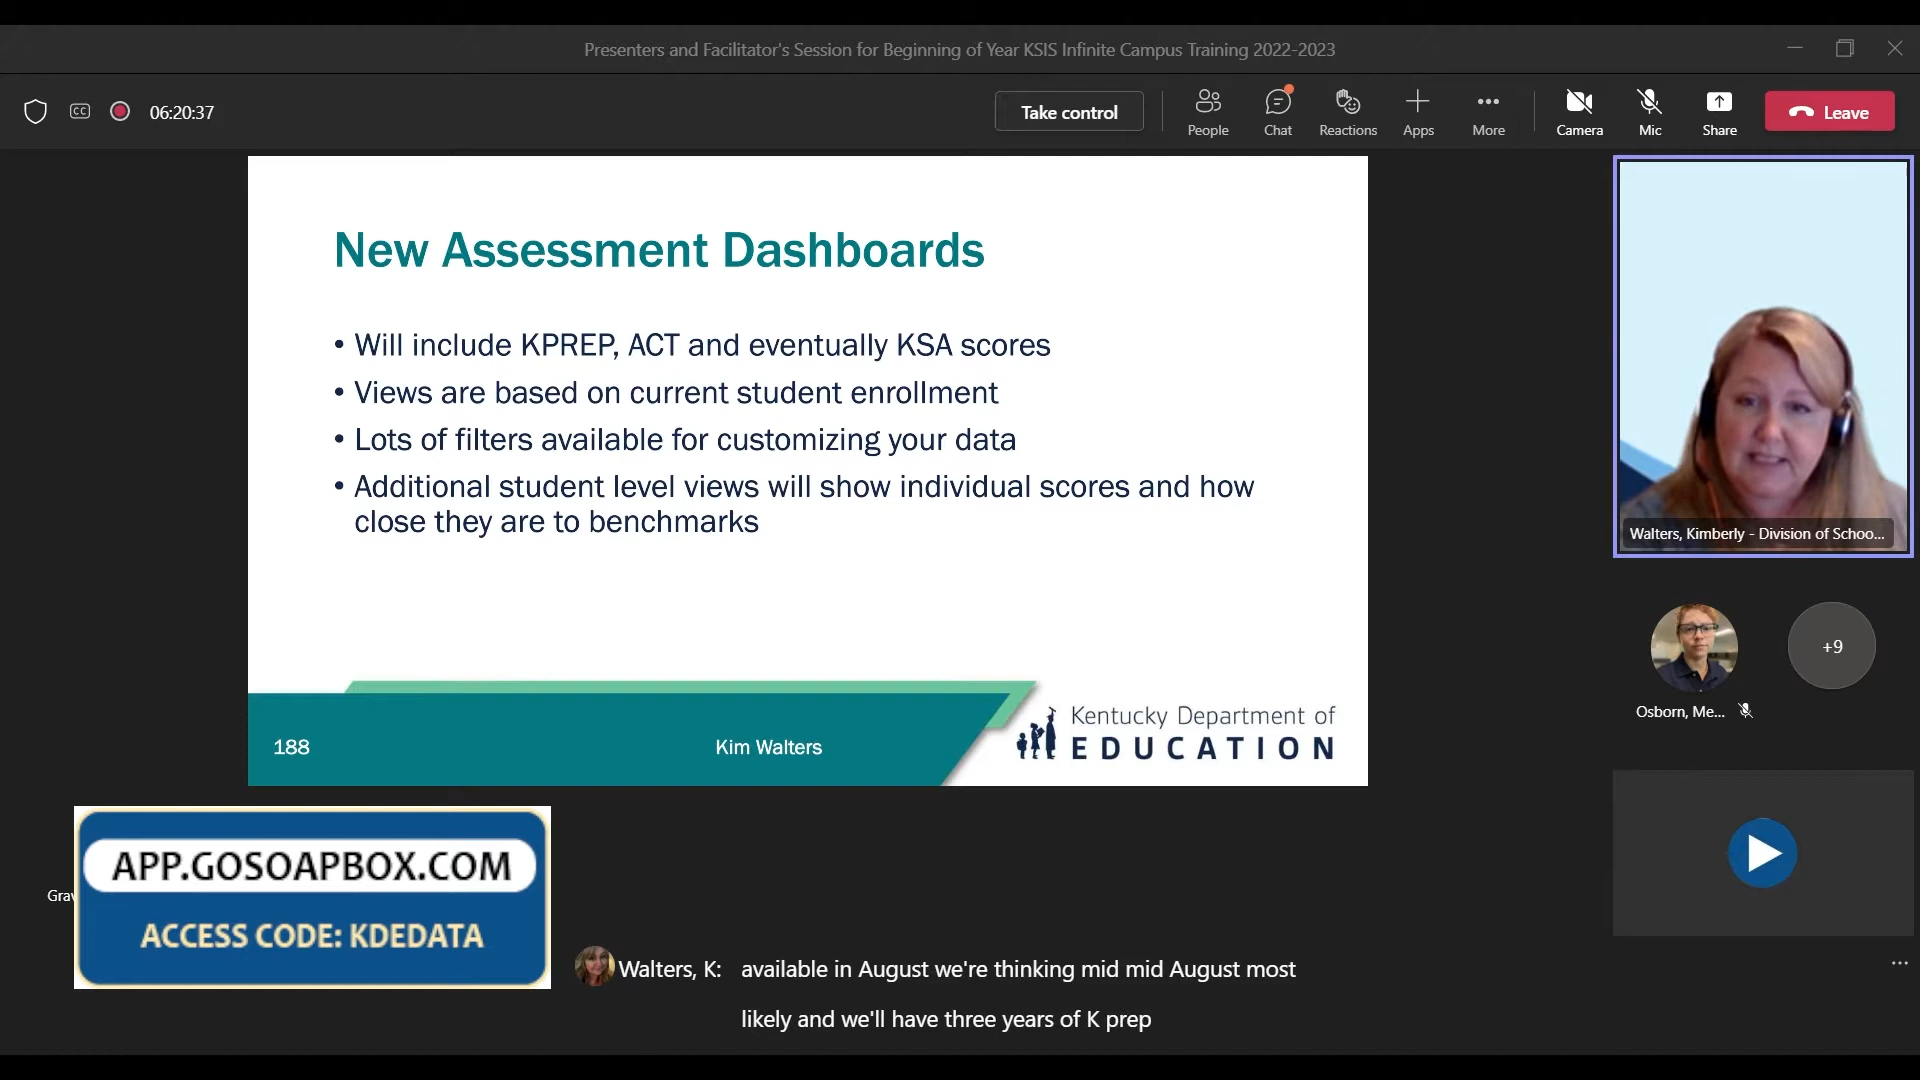 Presenters and Facilitator's Session for Beginning of Year KSIS Infinite Campus Training 2022-2023
CC
06:20:37
Take control
People
Chat
Reactions
Apps
More
Camera
Mic
Share
Leave
New Assessment Dashboards
• Will include KPREP, ACT and eventually KSA scores
• Views are based on current student enrollment
• Lots of filters available for customizing your data
• Additional student level views will show individual scores and how
close they are to benchmarks
188
Kim Walters
Kentucky Department of
EDUCATION
Walters, Kimberly - Division of Schoo...
+9
Osborn, Me...
APP.GOSOAPBOX.COM
ACCESS CODE: KDEDATA
Walters, K: available in August we're thinking mid mid August most
likely and we'll have three years of K prep